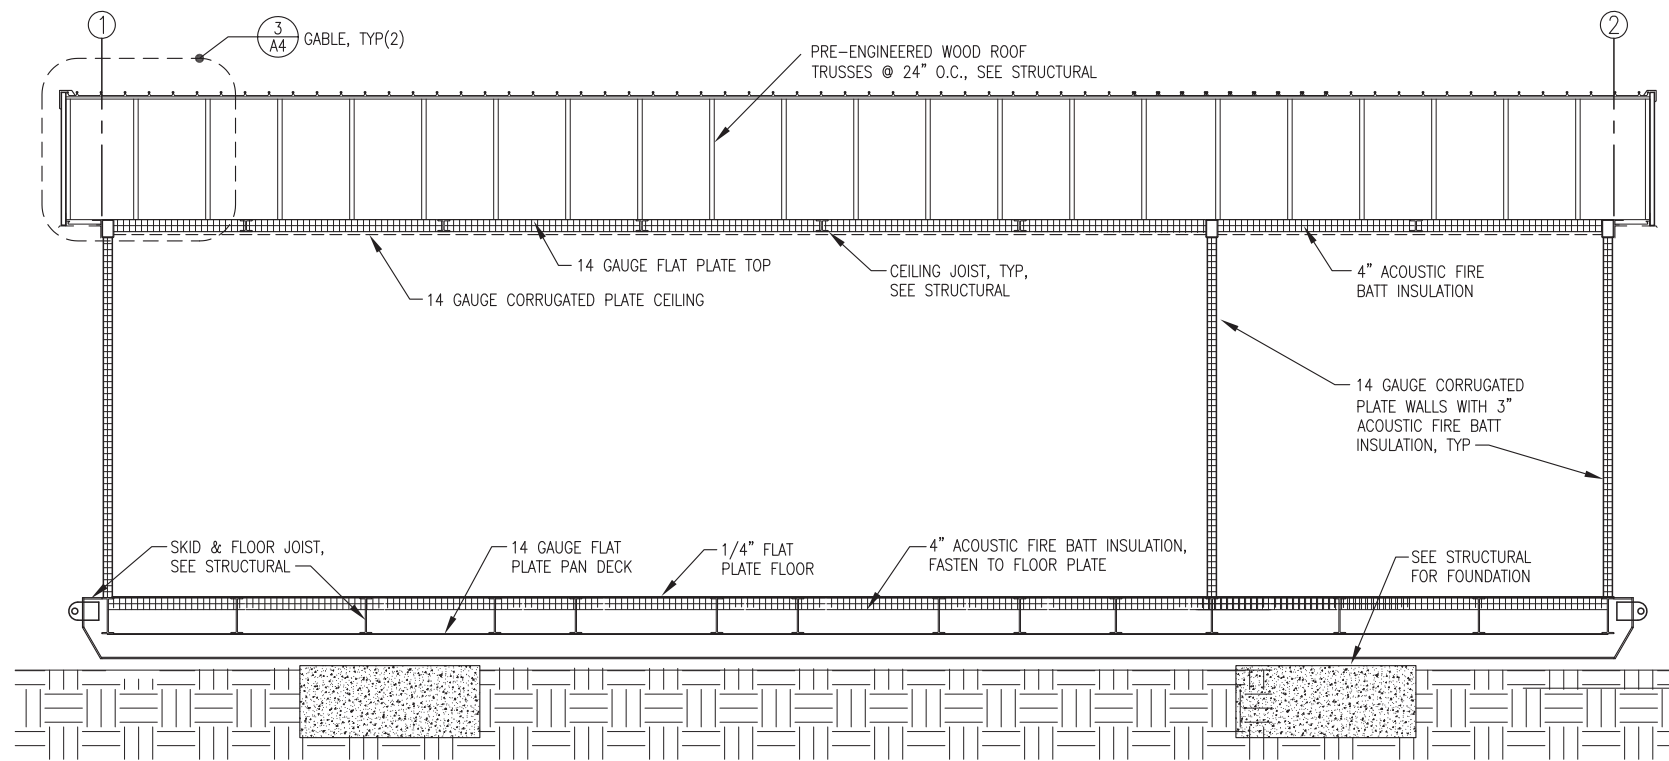 1
3
A4
GABLE, TYP(2)
2
PRE-ENGINEERED WOOD ROOF
TRUSSES @ 24" O.C., SEE STRUCTURAL
14 GAUGE FLAT PLATE TOP
14 GAUGE CORRUGATED PLATE CEILING
CEILING JOIST, TYP,
SEE STRUCTURAL
4" ACOUSTIC FIRE
BATT INSULATION
14 GAUGE CORRUGATED
PLATE WALLS WITH 3"
ACOUSTIC FIRE BATT
INSULATION, TYP
SKID & FLOOR JOIST,
SEE STRUCTURAL
14 GAUGE FLAT
PLATE PAN DECK
1/4" FLAT
PLATE FLOOR
4" ACOUSTIC FIRE BATT INSULATION,
FASTEN TO FLOOR PLATE
SEE STRUCTURAL
FOR FOUNDATION